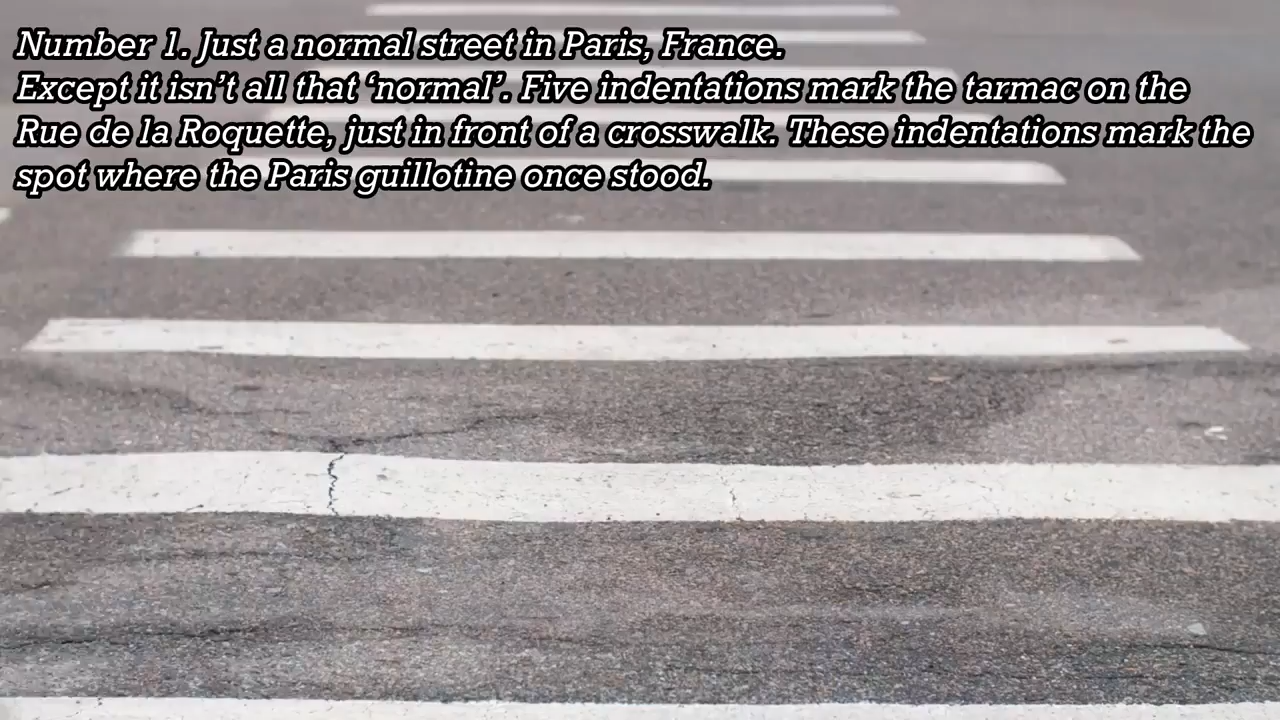 Number 1. Just a normal street in Paris, France.
Except it isn’t all that ‘normal’. Five indentations mark the tarmac on the
Rue de la Roquette, just in front of a crosswalk. These indentations mark the
spot where the Paris guillotine once stood.